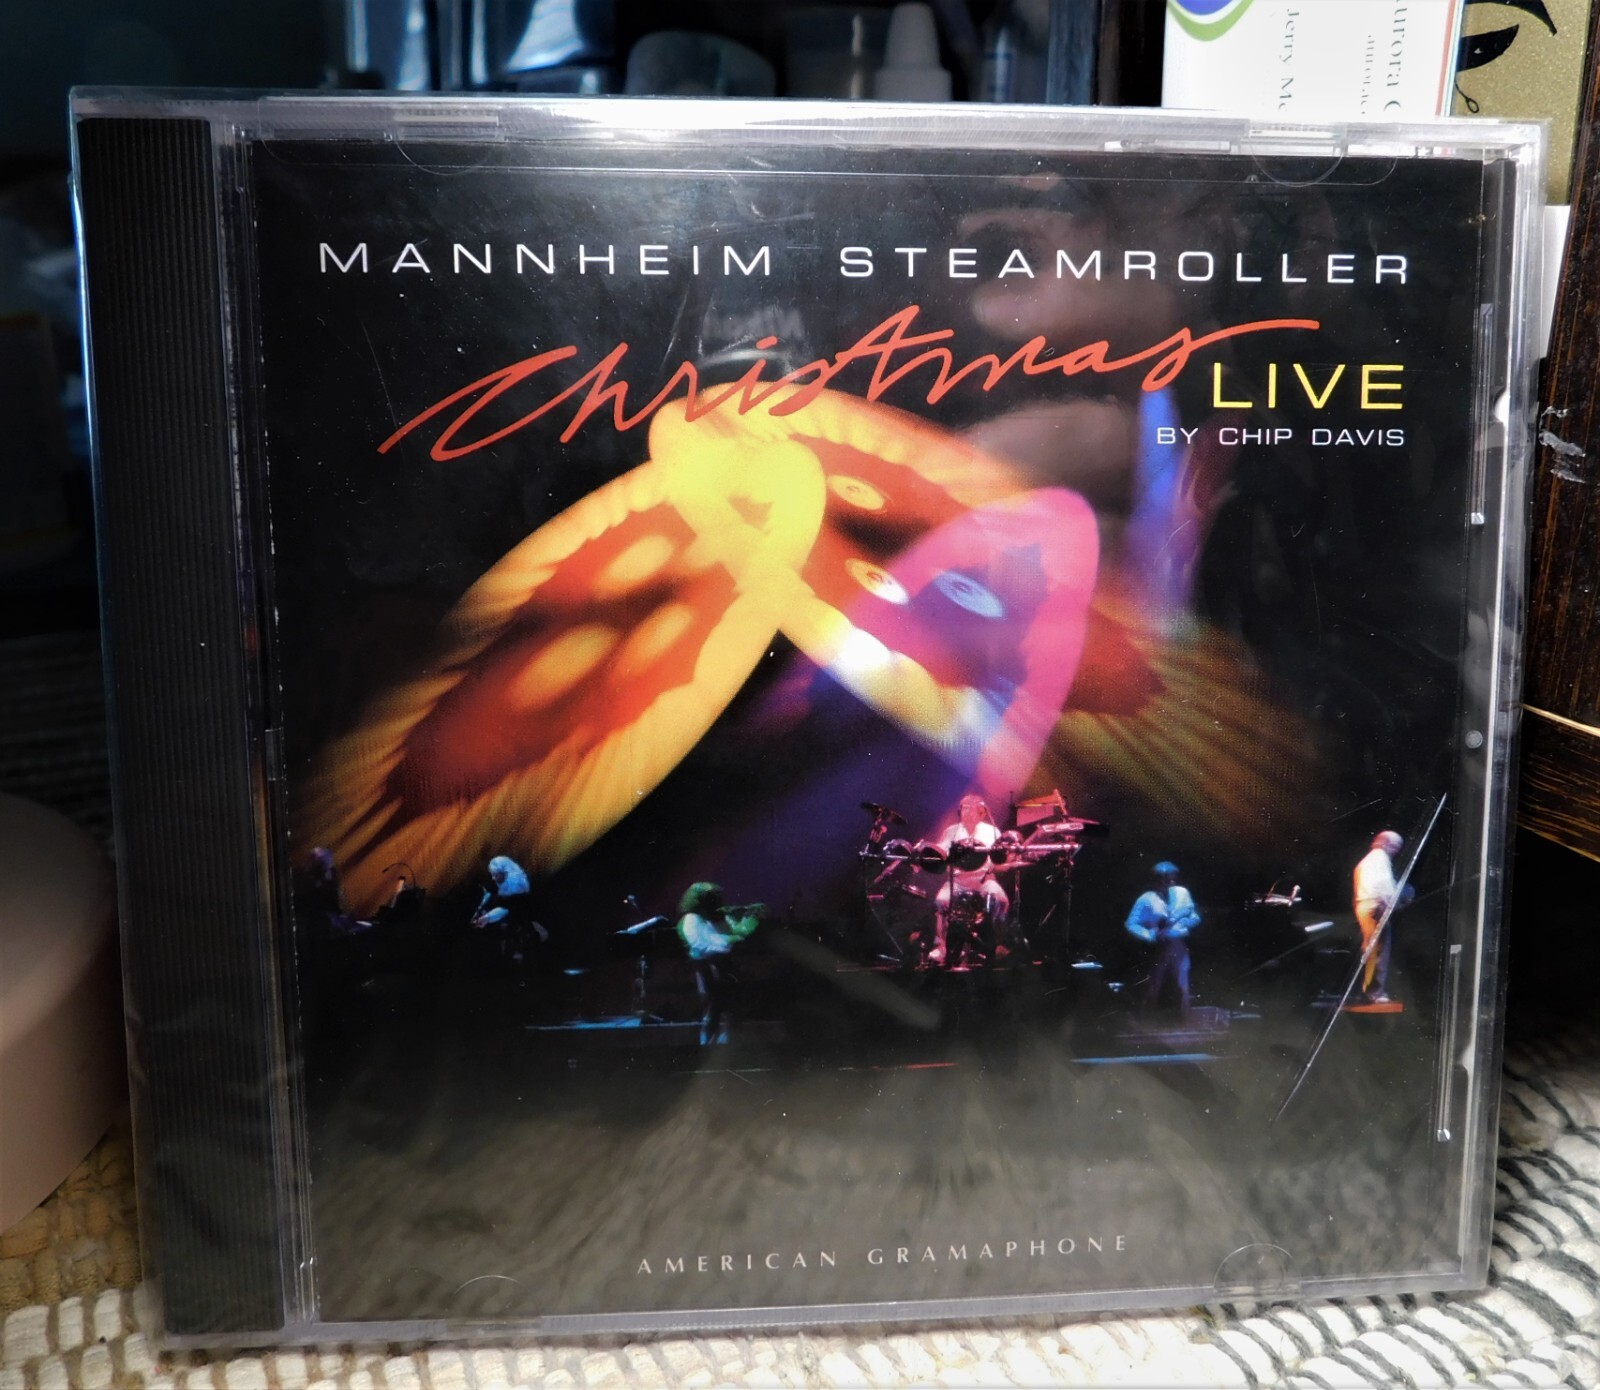 MANNHEIM STEAMROLLER
Christmas
LIVE
BY CHIP DAVIS
AMERICAN GRAMAPHONE